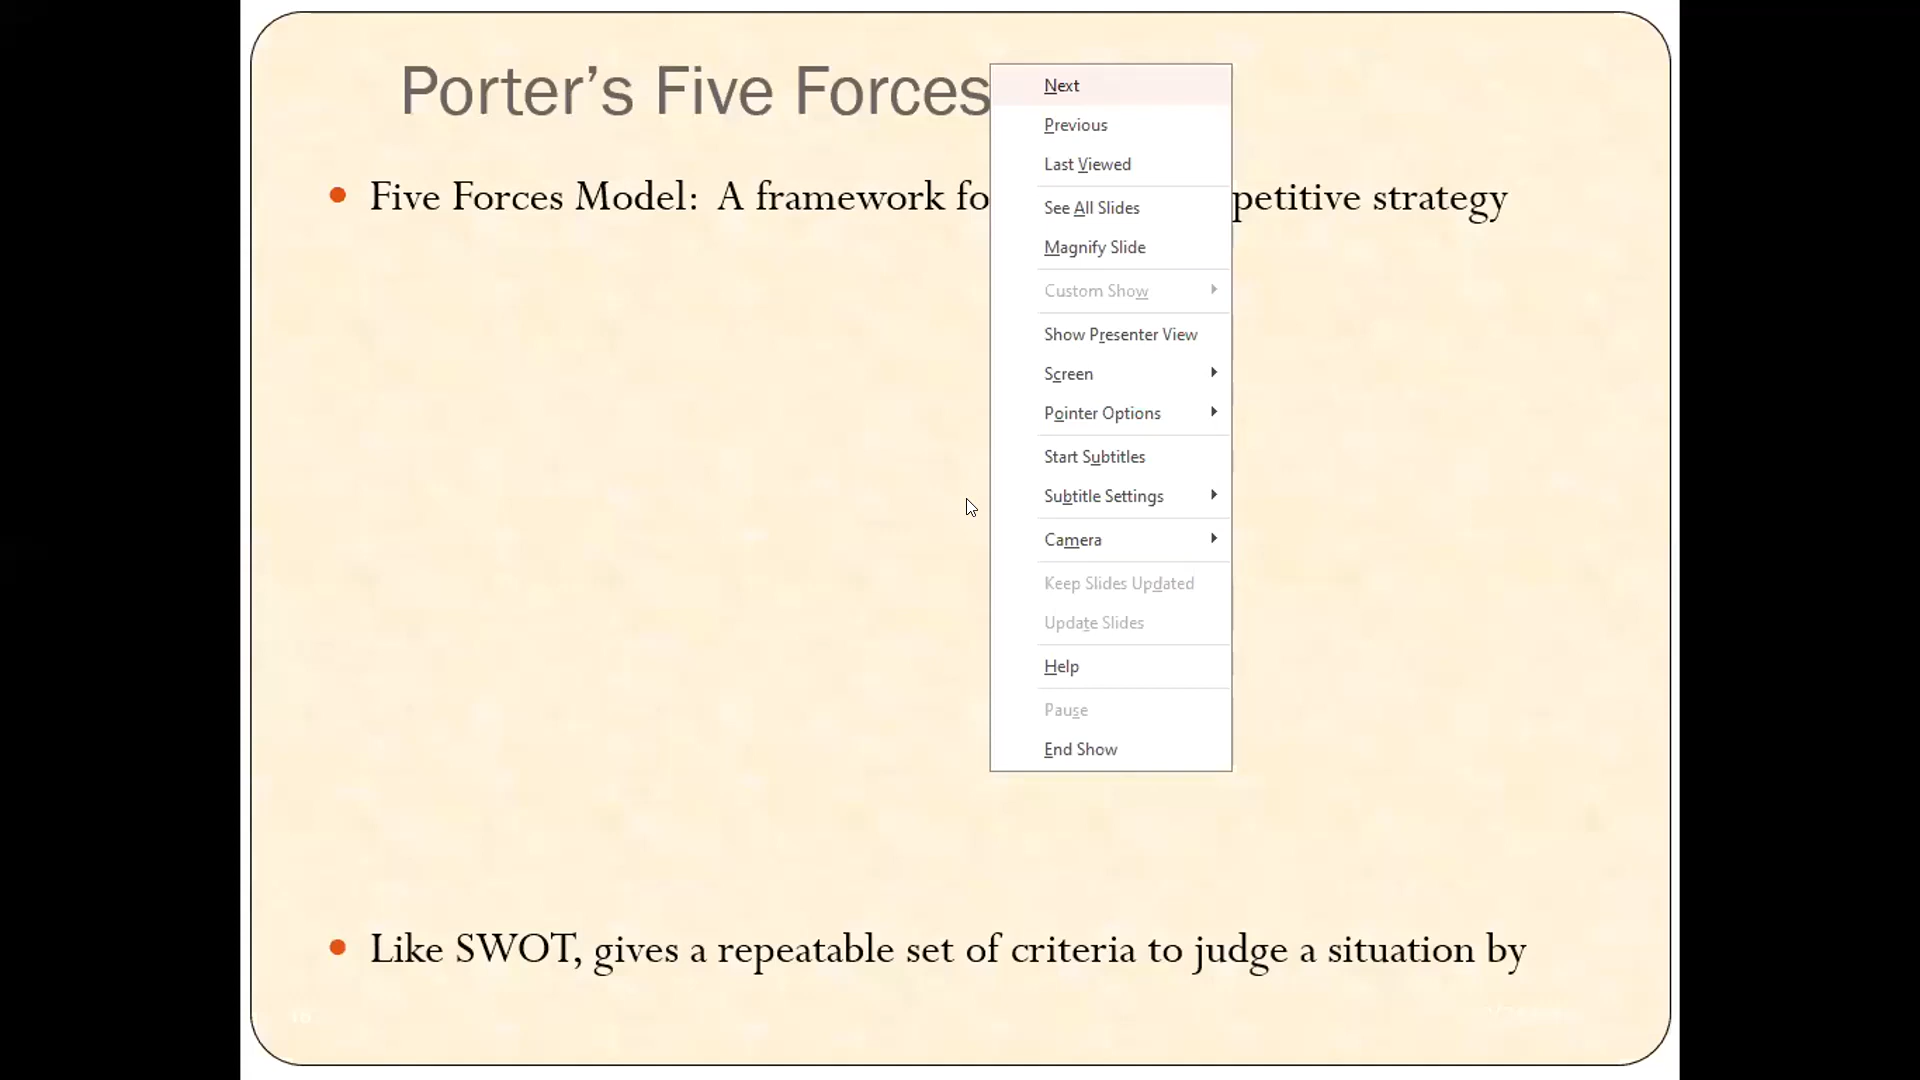 Porter’s Five Forces
Five Forces Model: A framework fo petitive strategy
Next
Previous
Last Viewed
See All Slides
Magnify Slide
Custom Show
Show Presenter View
Screen
Pointer Options
Start Subtitles
Subtitle Settings
Camera
Keep Slides Updated
Update Slides
Help
Pause
End Show
Like SWOT, gives a repeatable set of criteria to judge a situation by